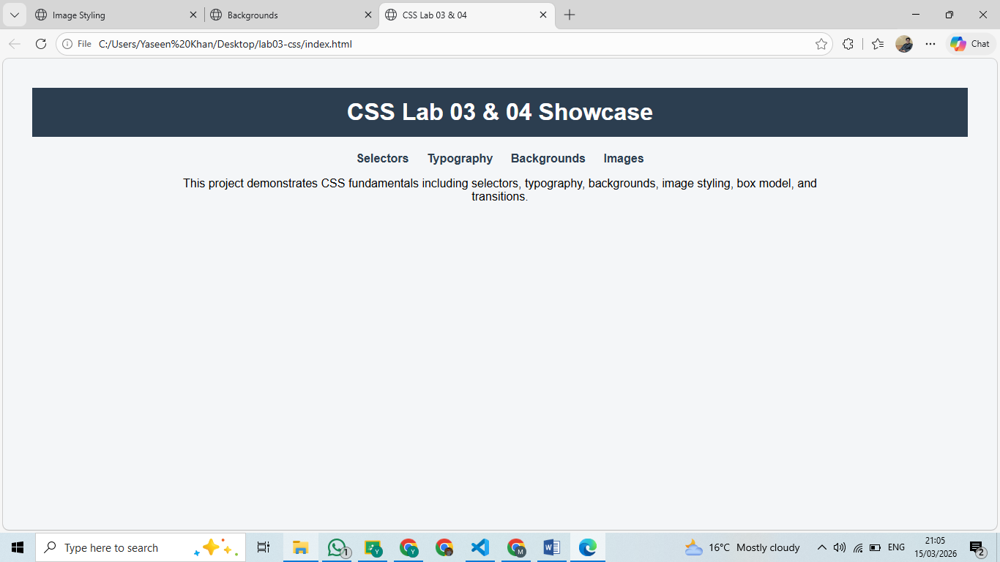 Image Styling
Backgrounds
CSS Lab 03 & 04
File C:/Users/Yaseen%20Khan/Desktop/lab03-css/index.html
Chat
CSS Lab 03 & 04 Showcase
Selectors Typography Backgrounds Images
This project demonstrates CSS fundamentals including selectors, typography, backgrounds, image styling, box model, and
transitions.
Type here to search
1
Y
Y
M
W
16°C Mostly cloudy
ENG
21:05
15/03/2026
2